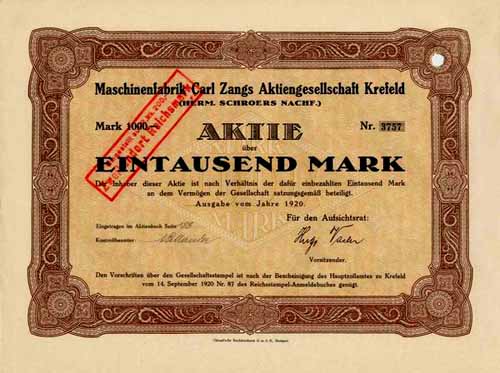 Maschinenfabrik Carl Zangs Aktiengesellschaft Krefeld
(HERM. SCHROERS NACHF.)
Mark 1000,-
Nr. 3757
AKTIE
über
EINTAUSEND MARK
Der Inhaber dieser Aktie ist nach Verhältnis der dafür einbezahlten Eintausend Mark
an dem Vermögen der Gesellschaft satzungsgemäß beteiligt.
Ausgabe vom Jahre 1920.
Für den Aufsichtsrat:
Eingetragen im Aktienbuch Seite
Kontrollbeamter
Vorsitzender.
Den Vorschriften über den Gesellschaftsstempel ist nach der Bescheinigung des Hauptzollamtes zu Krefeld
vom 14. September 1920 Nr. 87 des Reichsstempel-Anmeldebuches genügt.
Reichsmark